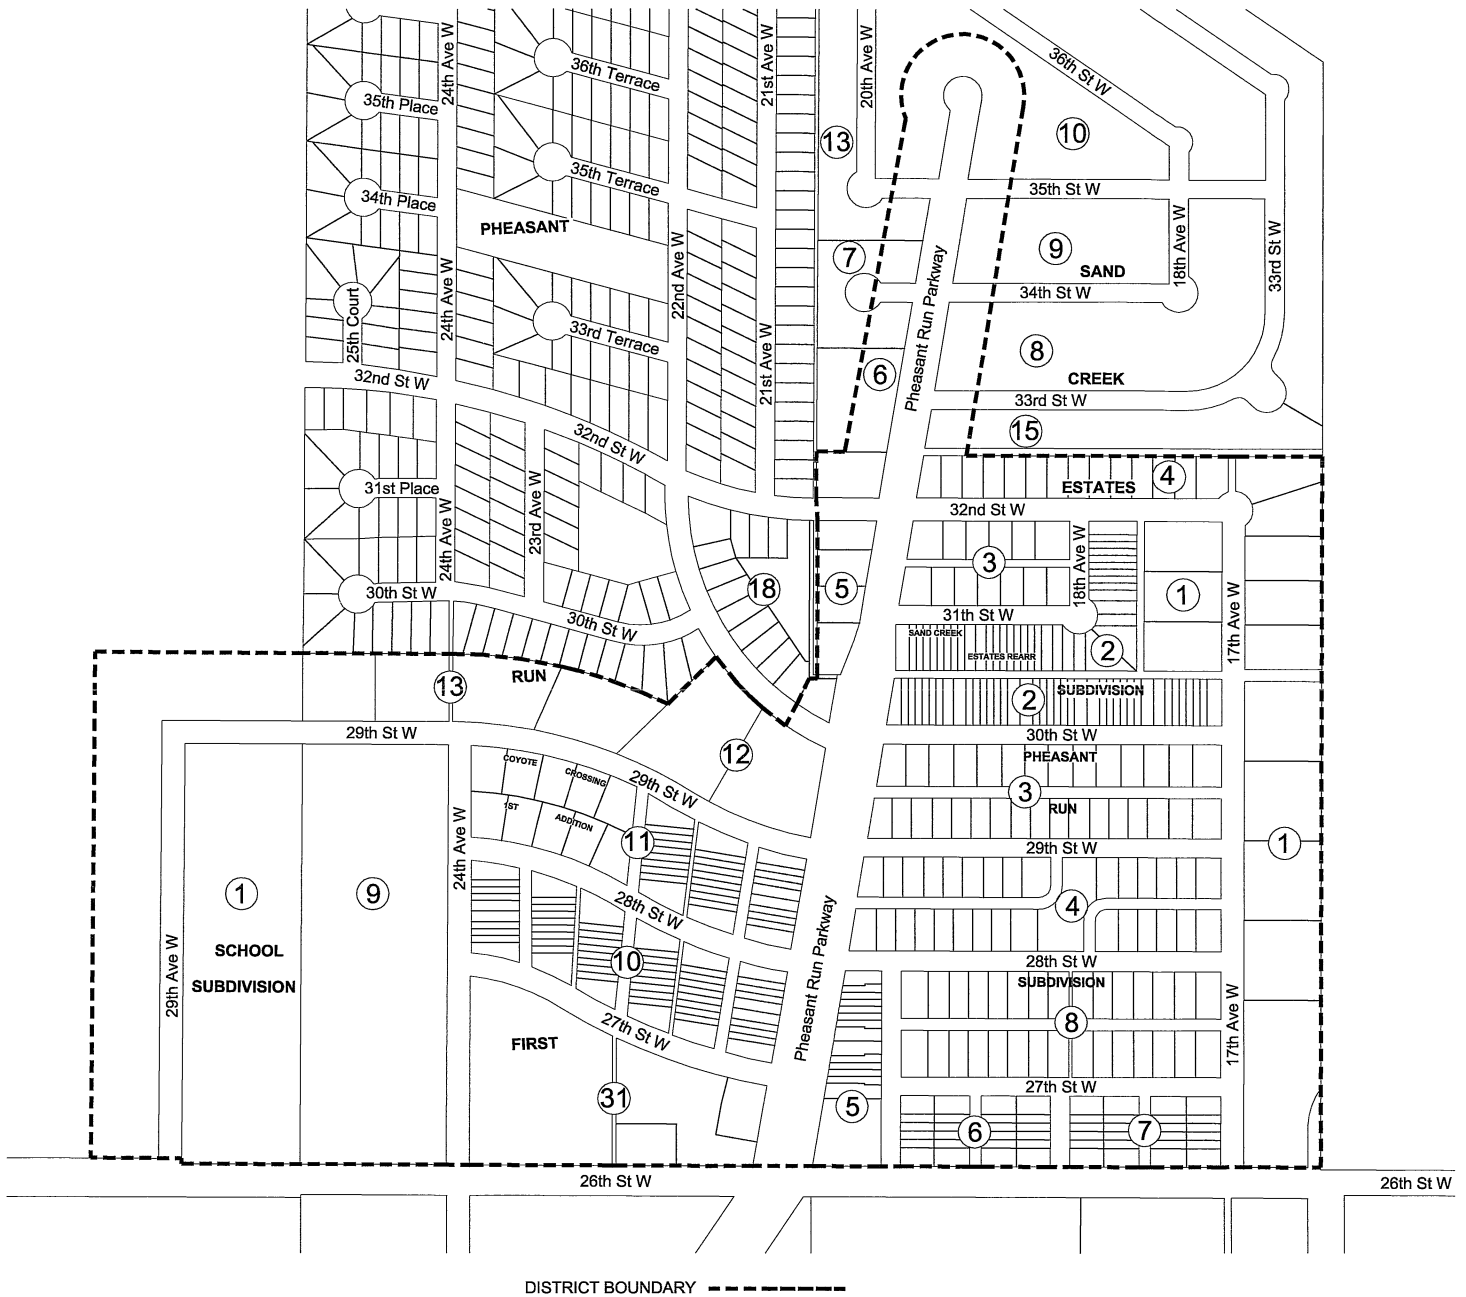 36th St W
36th Terrace
24th Ave W
21st Ave W
20th Ave W
35th Place
13
10
35th Terrace
35th St W
34th Place
PHEASANT
18th Ave W
33rd St W
22nd Ave W
7
9
SAND
24th Ave W
34th St W
Pheasant Run Parkway
25th Court
33rd Terrace
21st Ave W
8
32nd St W
6
CREEK
33rd St W
15
32nd St W
4
31st Place
ESTATES
23rd Ave W
24th Ave W
32nd St W
18th Ave W
3
18
5
1
30th St W
17th Ave W
31st St W
30th St W
SAND CREEK
ESTATES REARR
2
RUN
13
2
SUBDIVISION
29th St W
30th St W
12
PHEASANT
COYOTE
CROSSING
29th St W
3
1ST
ADDITION
RUN
11
29th St W
1
24th Ave W
1
9
28th St W
4
Pheasant Run Parkway
SCHOOL
SUBDIVISION
10
28th St W
29th Ave W
SUBDIVISION
17th Ave W
27th St W
8
FIRST
27th St W
31
5
6
7
26th St W
26th St W
DISTRICT BOUNDARY